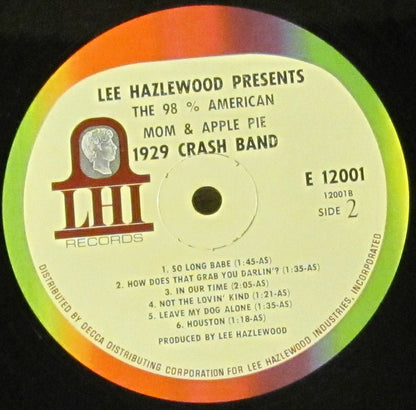 LEE HAZLEWOOD PRESENTS
THE 98 % AMERICAN
MOM & APPLE PIE
1929 CRASH BAND
LHI
RECORDS
E 12001
12001B
SIDE 2
1. SO LONG BABE (1:45-AS)
2. HOW DOES THAT GRAB YOU DARLIN'? (1:35-AS)
3. IN OUR TIME (2:05-AS)
4. NOT THE LOVIN' KIND (1:21-AS)
5. LEAVE MY DOG ALONE (1:35-AS)
6. HOUSTON (1:18-AS)
PRODUCED BY LEE HAZLEWOOD
DISTRIBUTED BY DECCA DISTRIBUTING CORPORATION FOR LEE HAZLEWOOD INDUSTRIES, INCORPORATED